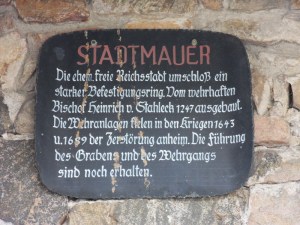 STADTMAUER
Die ehem. freie Reichsstadt umschloß ein
starker Befestigungsring. Vom wehrhaften
Bischof Heinrich v. Stahleck 1247 ausgebaut.
Die Wehranlagen fielen in den Kriegen 1643
u. 1689 der Zerstörung anheim. Die Führung
des Grabens und des Wehrgangs
sind noch erhalten.